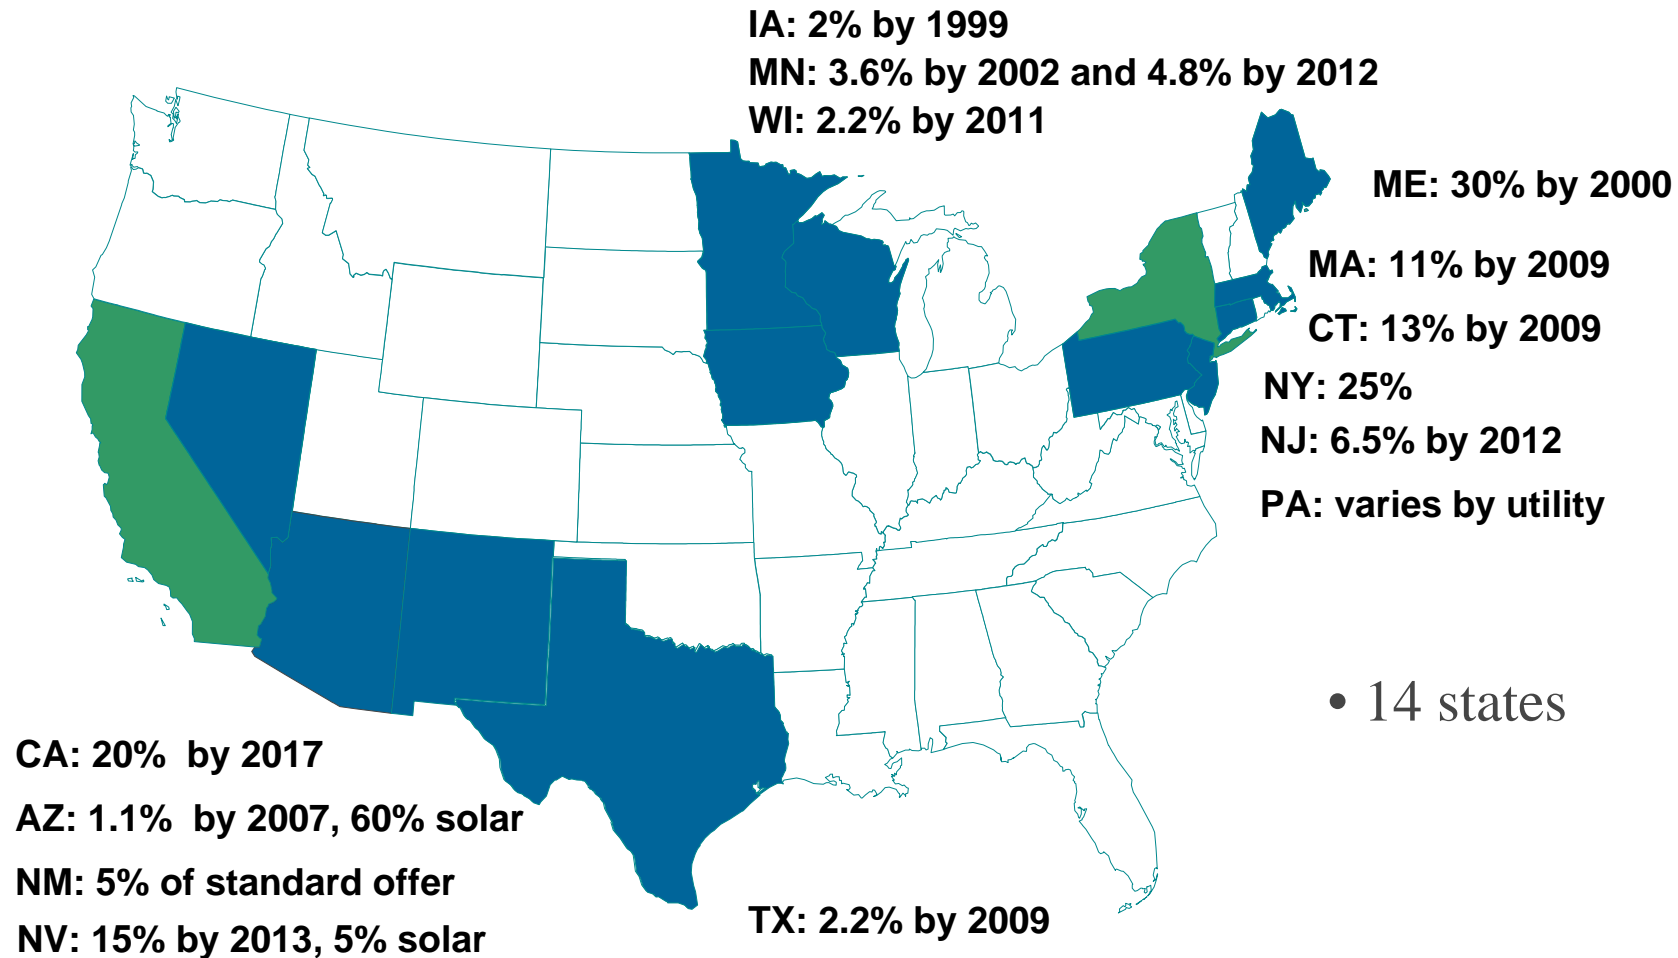 IA: 2% by 1999
MN: 3.6% by 2002 and 4.8% by 2012
WI: 2.2% by 2011
ME: 30% by 2000
MA: 11% by 2009
CT: 13% by 2009
NY: 25%
NJ: 6.5% by 2012
PA: varies by utility
• 14 states
CA: 20% by 2017
AZ: 1.1% by 2007, 60% solar
NM: 5% of standard offer
NV: 15% by 2013, 5% solar
TX: 2.2% by 2009